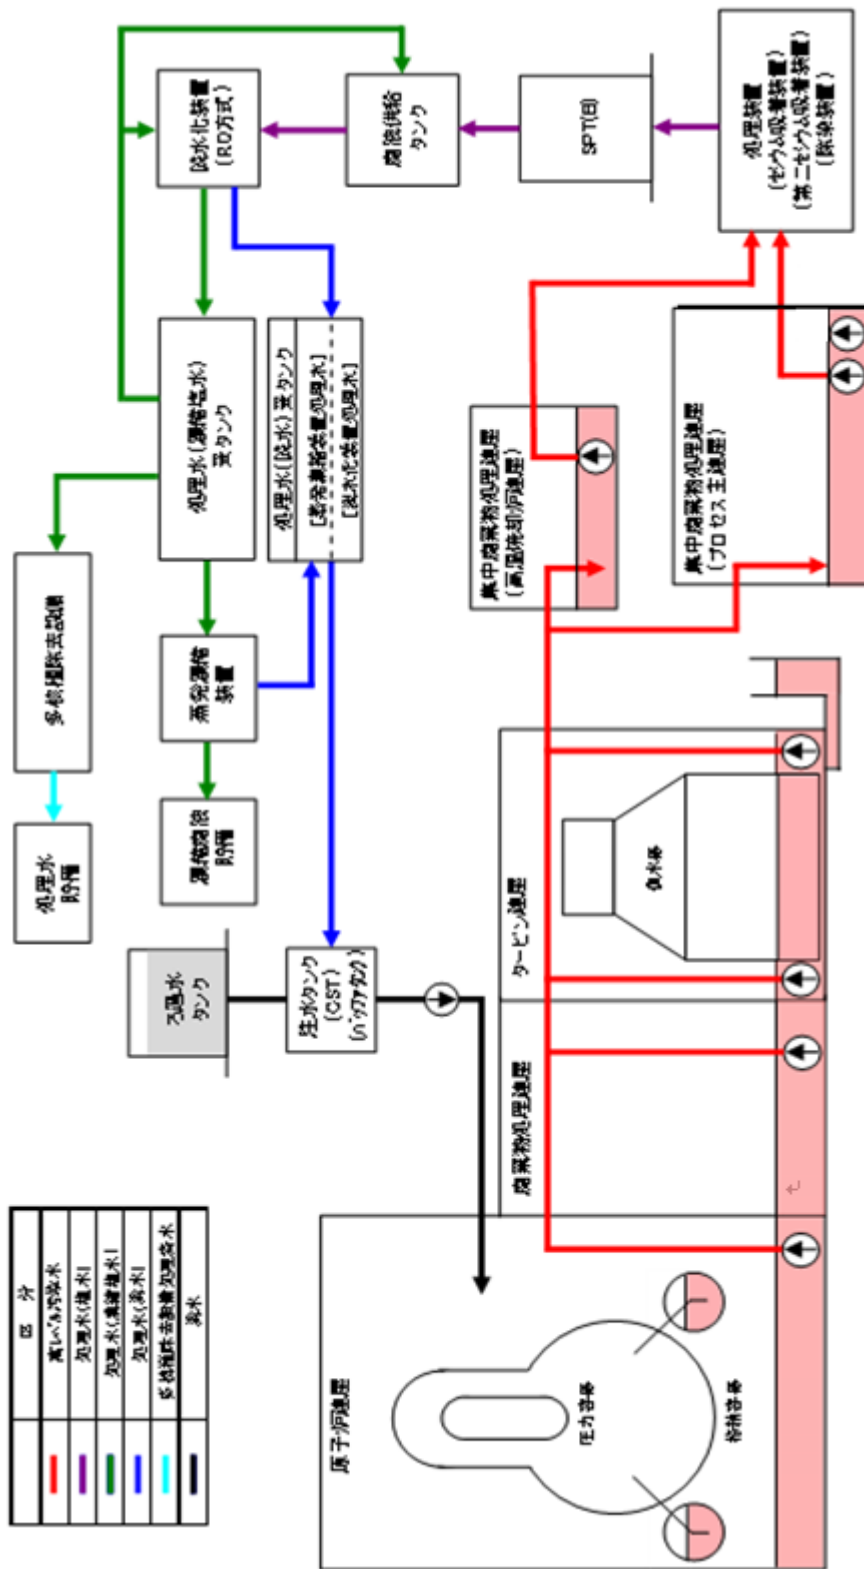 原子炉建屋
圧力容器
格納容器
廃棄物処理建屋
タービン建屋
復水器
集中廃棄物処理建屋
(高温焼却炉建屋)
集中廃棄物処理建屋
(プロセス主建屋)
処理装置
(セシウム吸着装置)
(第二セシウム吸着装置)
(除染装置)
SPT(日)
廃液供給
タンク
淡水化装置
(RO方式)
処理水(濃縮塩水)
受タンク
処理水(淡水)受タンク
[蒸発濃縮装置処理水]
[淡水化装置処理水]
蒸発濃縮
装置
濃縮廃液
貯槽
多核種除去設備
処理水
貯槽
ろ過水
タンク
注水タンク
(CST)
(バッファタンク)
区 分
高レベル汚染水
処理水(塩水)
処理水(濃縮塩水)
処理水(淡水)
多核種除去設備処理済水